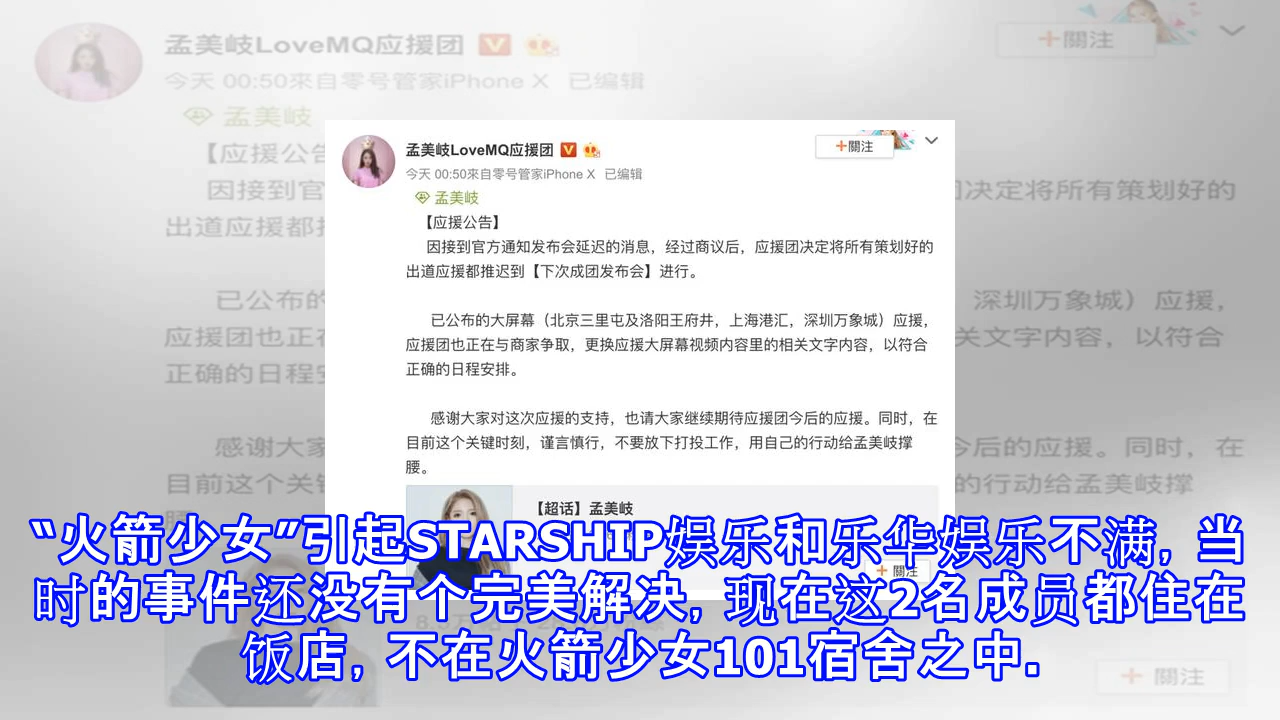 孟美岐LoveMQ应援团
+關注
今天 00:50來自零号管家iPhone X 已编辑
孟美岐
【应援公告】
因接到官方通知发布会延迟的消息，经过商议后，应援团决定将所有策划好的
出道应援都推迟到【下次成团发布会】进行。
已公布的大屏幕（北京三里屯及洛阳王府井，上海港汇，深圳万象城）应援，
应援团也正在与商家争取，更换应援大屏幕视频内容里的相关文字内容，以符合
正确的日程安排。
感谢大家对这次应援的支持，也请大家继续期待应援团今后的应援。同时，在
目前这个关键时刻，谨言慎行，不要放下打投工作，用自己的行动给孟美岐撑
腰。
【超话】孟美岐
+關注
“火箭少女”引起STARSHIP娱乐和乐华娱乐不满, 当
时的事件还没有个完美解决, 现在这2名成员都住在
饭店, 不在火箭少女101宿舍之中.